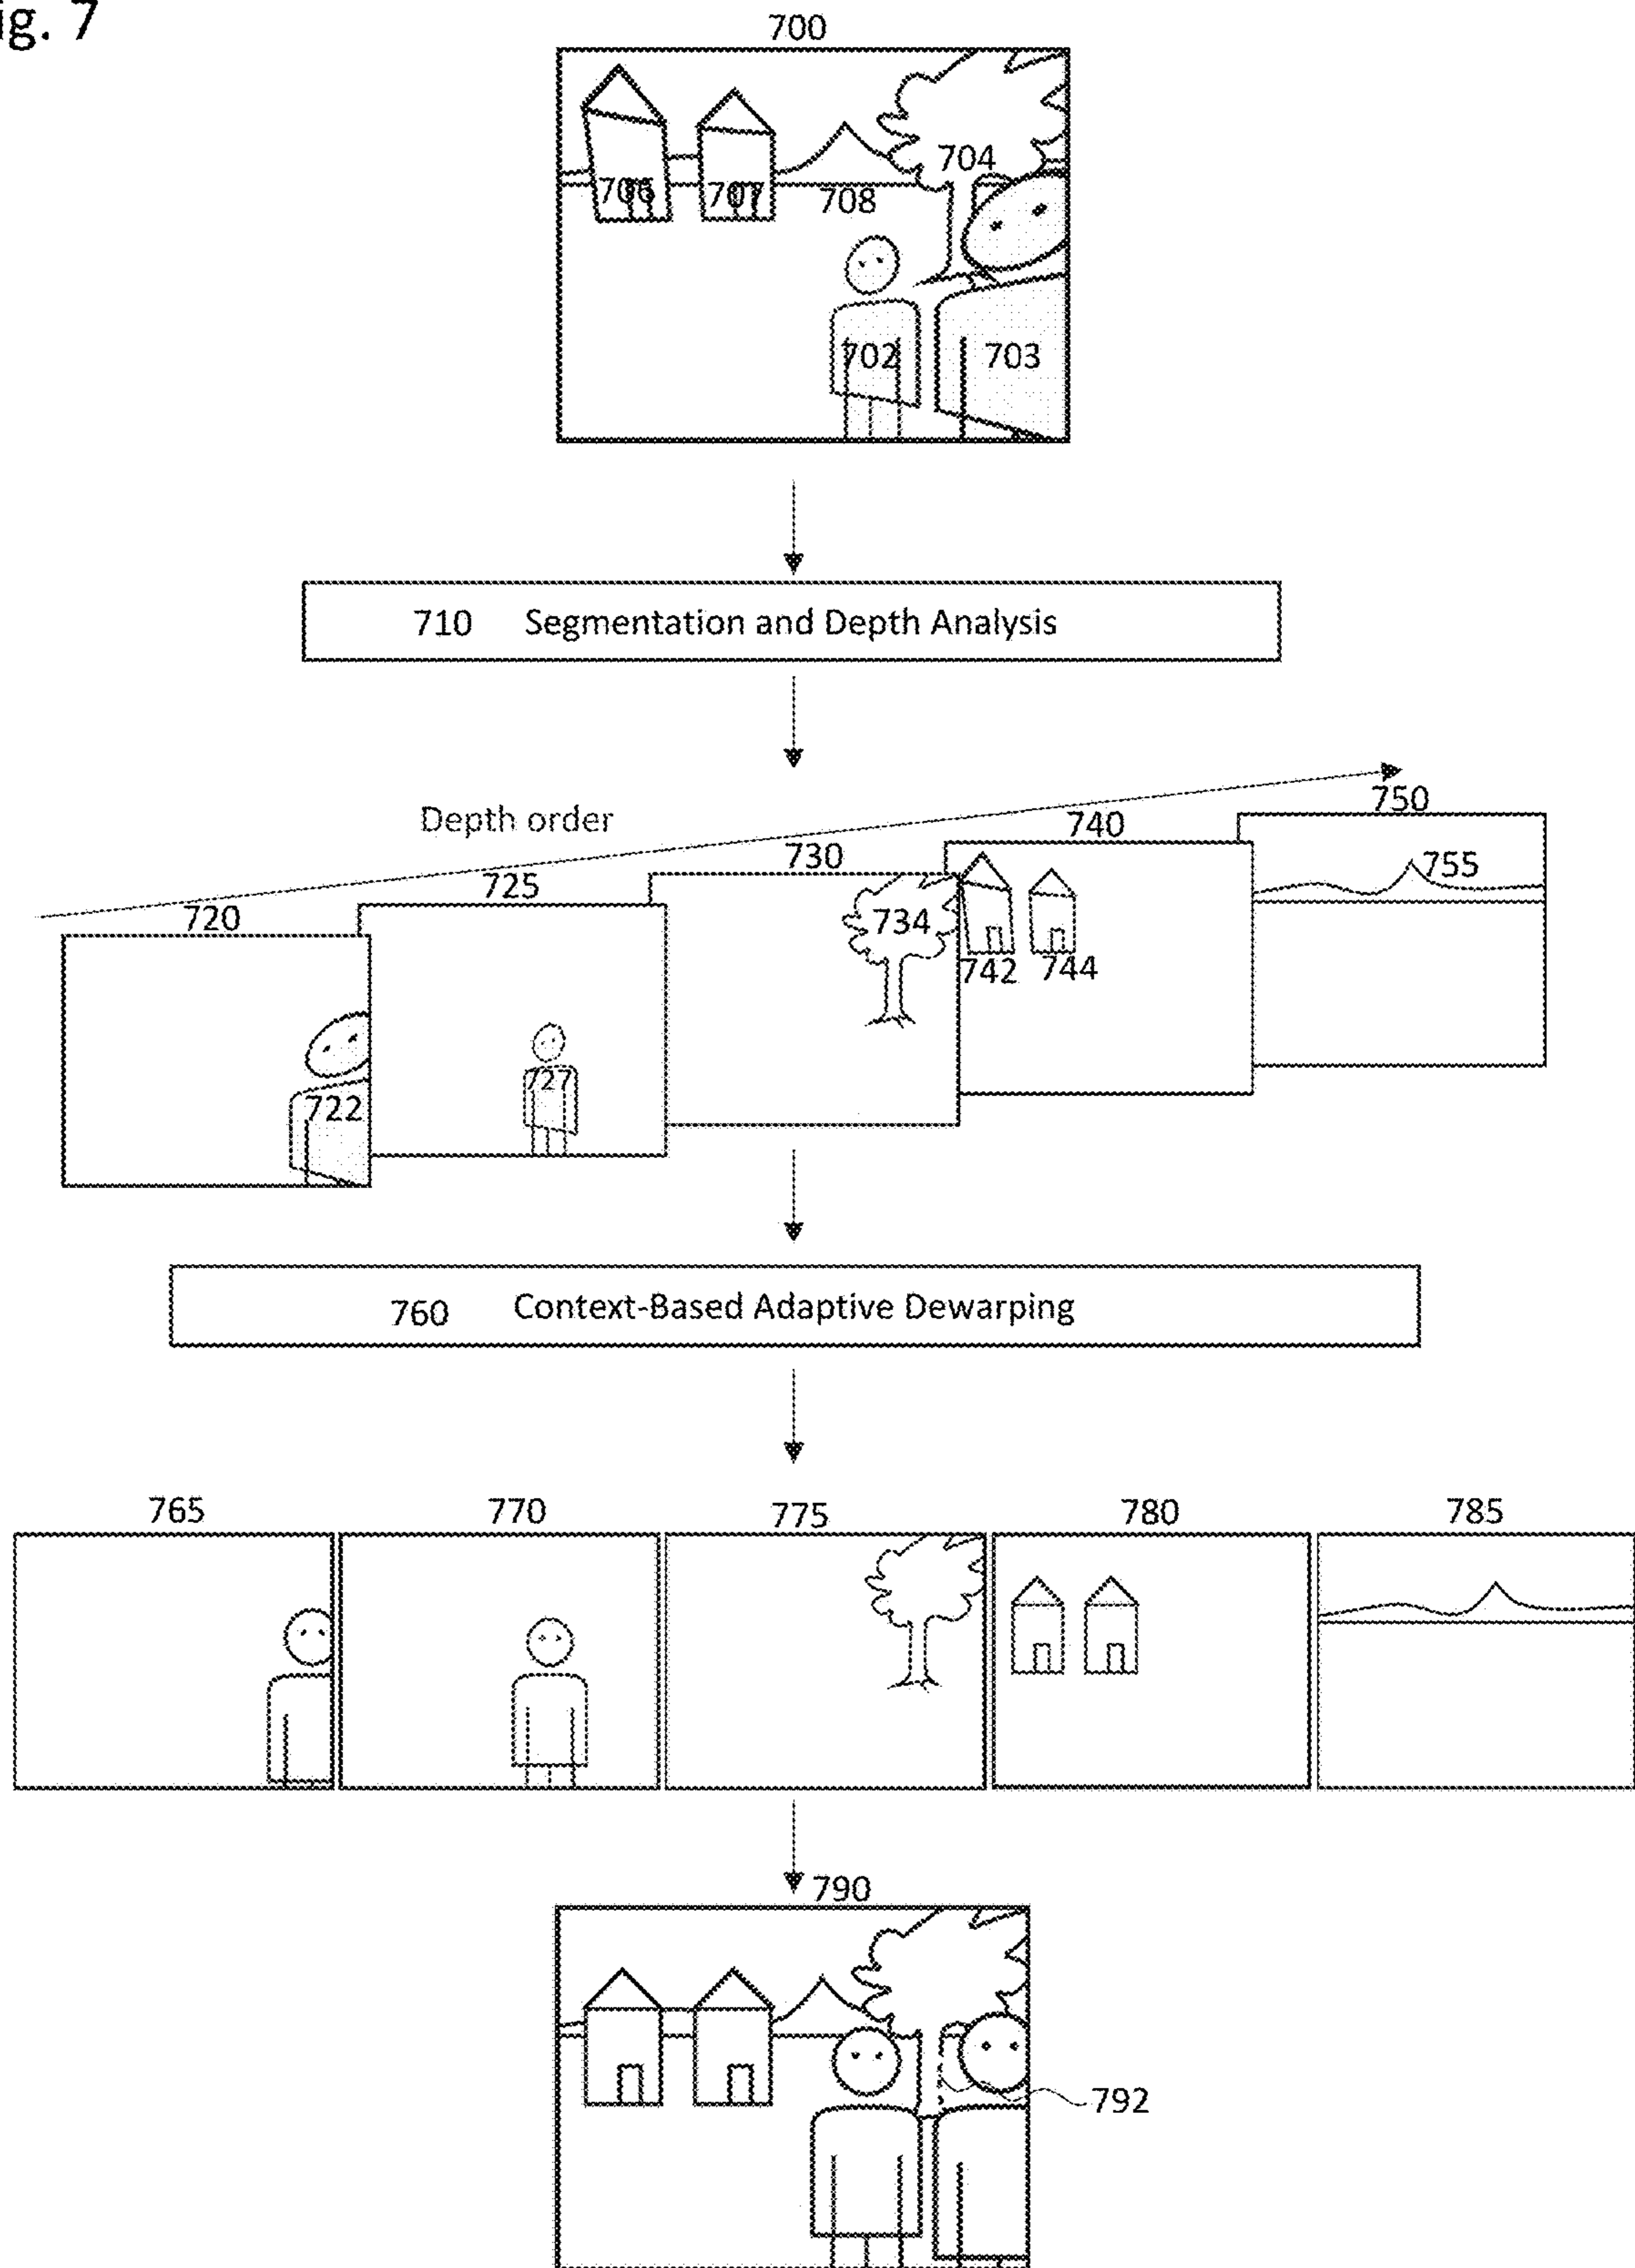 ig. 7
700
704
706 707 708
702 703
710 Segmentation and Depth Analysis
Depth order
750
740
755
730
725
734
720
742 744
727
722
760 Context-Based Adaptive Dewarping
765 770 775 780 785
790
792